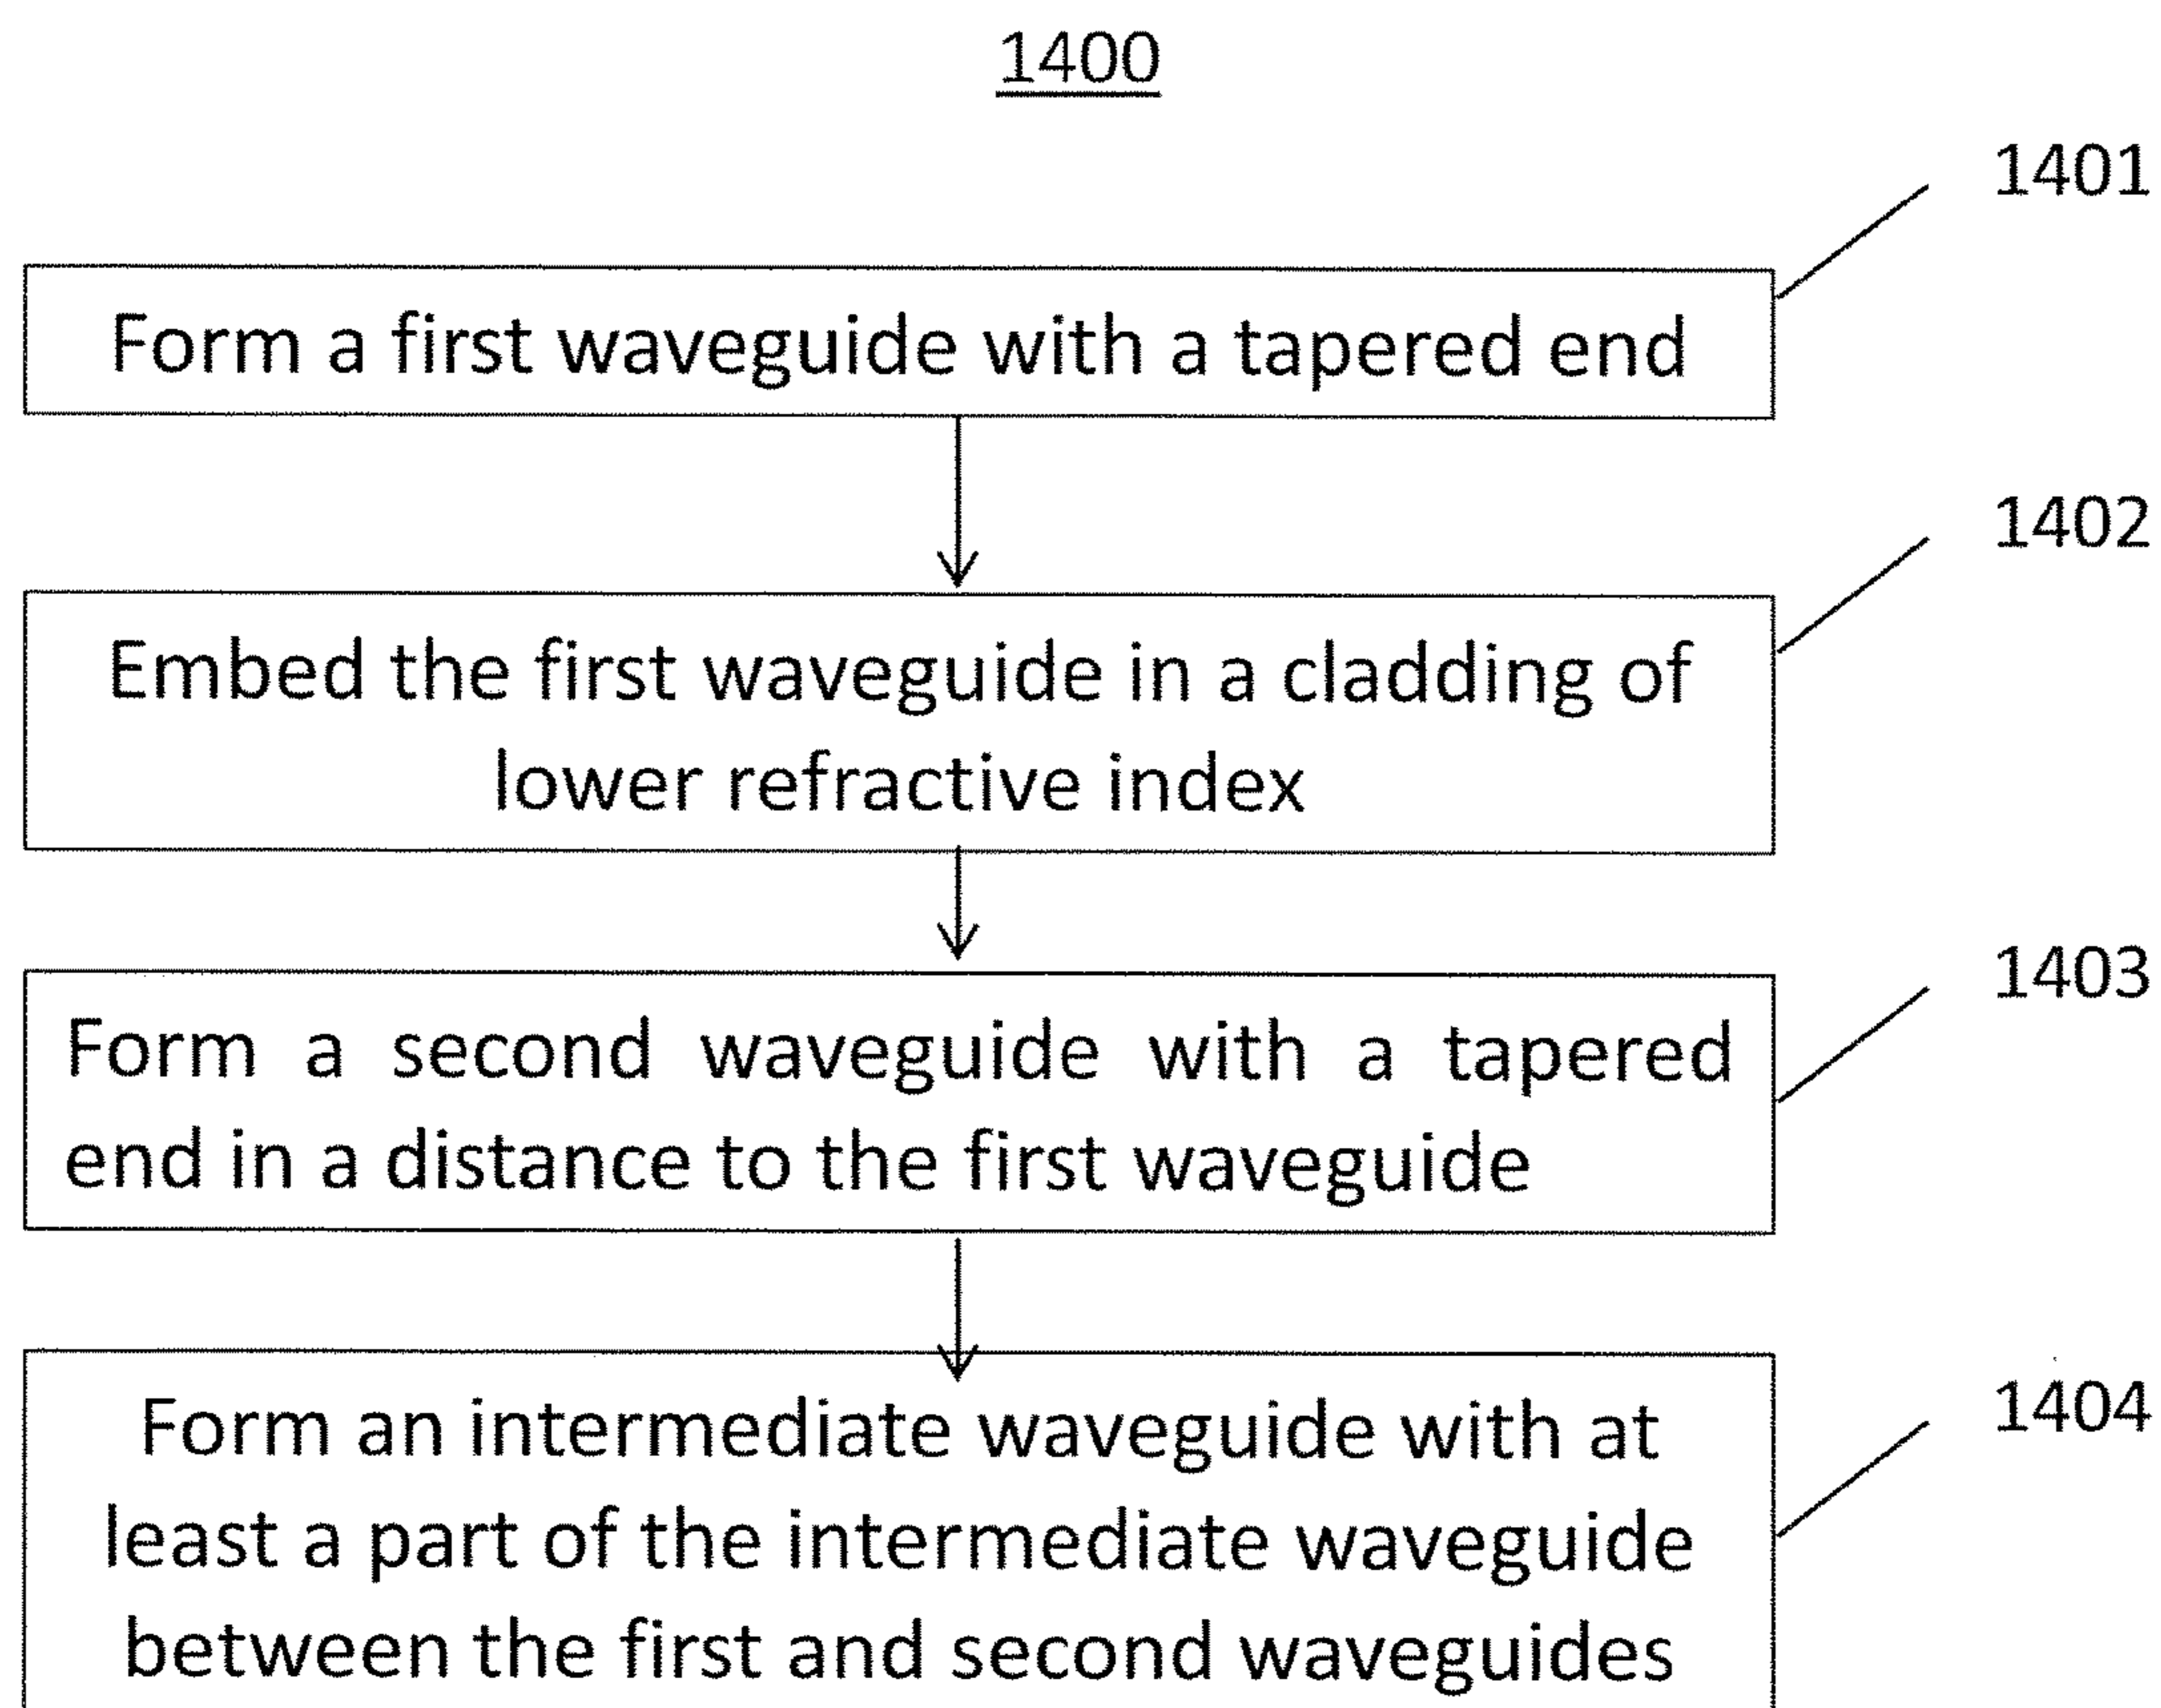 1400
1401
Form a first waveguide with a tapered end
1402
Embed the first waveguide in a cladding of
lower refractive index
1403
Form a second waveguide with a tapered
end in a distance to the first waveguide
1404
Form an intermediate waveguide with at
least a part of the intermediate waveguide
between the first and second waveguides